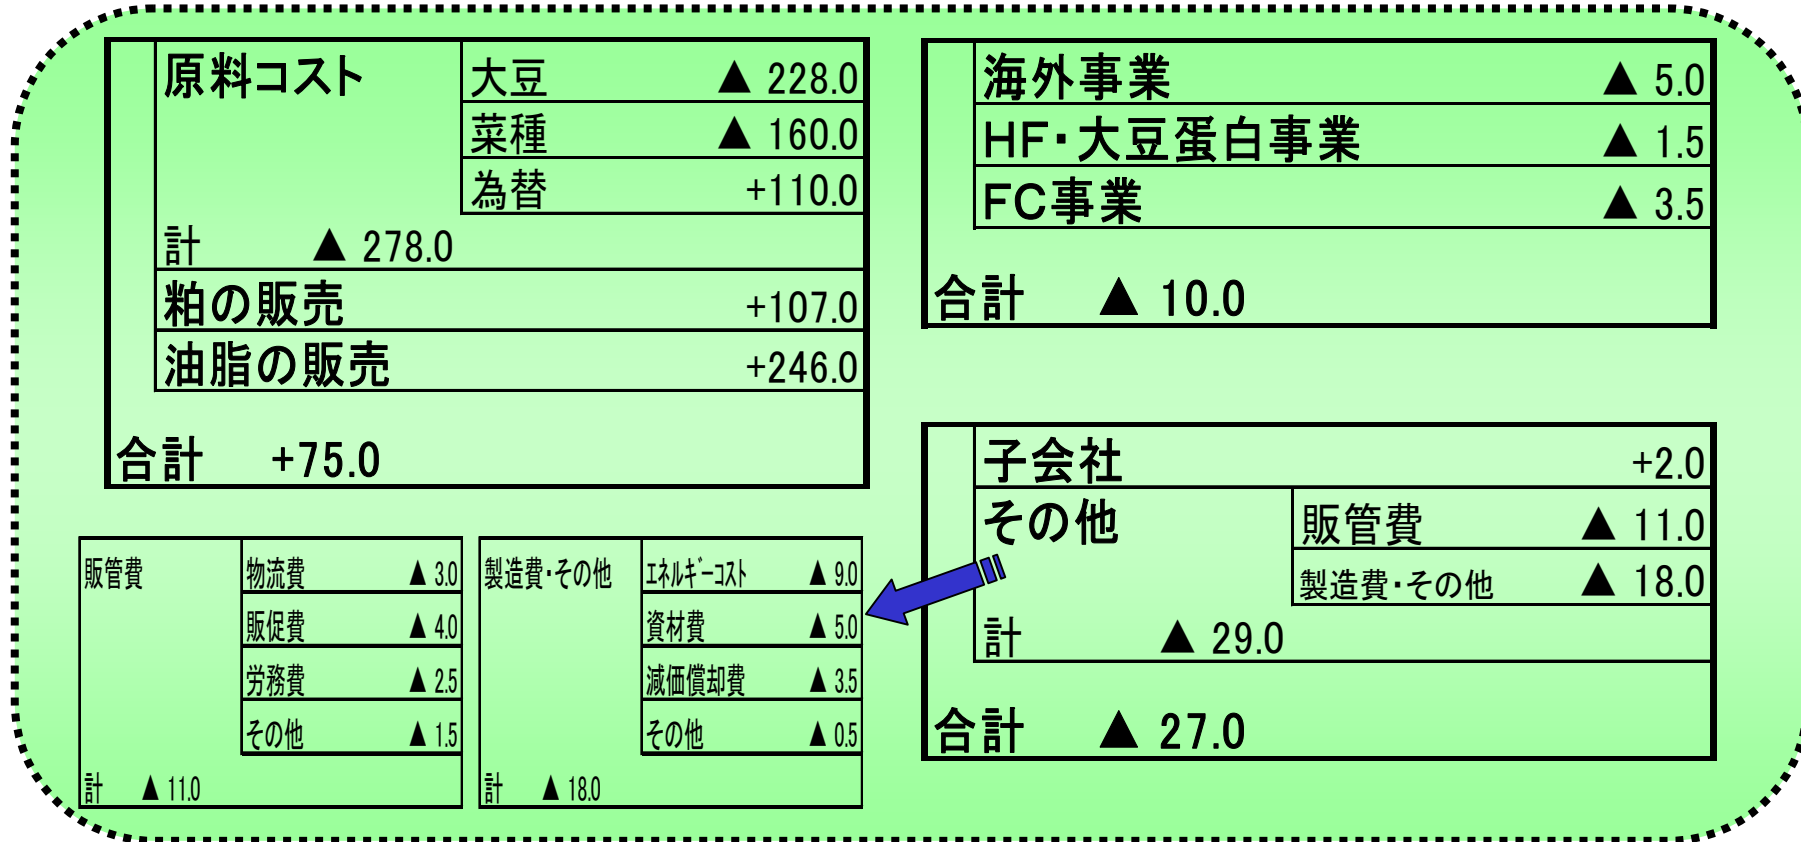 原料コスト 大豆 ▲ 228.0
菜種 ▲ 160.0
為替 +110.0
計 ▲ 278.0
粕の販売 +107.0
油脂の販売 +246.0
合計 +75.0
海外事業 ▲ 5.0
HF・大豆蛋白事業 ▲ 1.5
FC事業 ▲ 3.5
合計 ▲ 10.0
子会社 +2.0
その他 販管費 ▲ 11.0
製造費・その他 ▲ 18.0
計 ▲ 29.0
合計 ▲ 27.0
販管費 物流費 ▲ 3.0
販促費 ▲ 4.0
労務費 ▲ 2.5
その他 ▲ 1.5
計 ▲ 11.0
製造費・その他 エネルギーコスト ▲ 9.0
資材費 ▲ 5.0
減価償却費 ▲ 3.5
その他 ▲ 0.5
計 ▲ 18.0